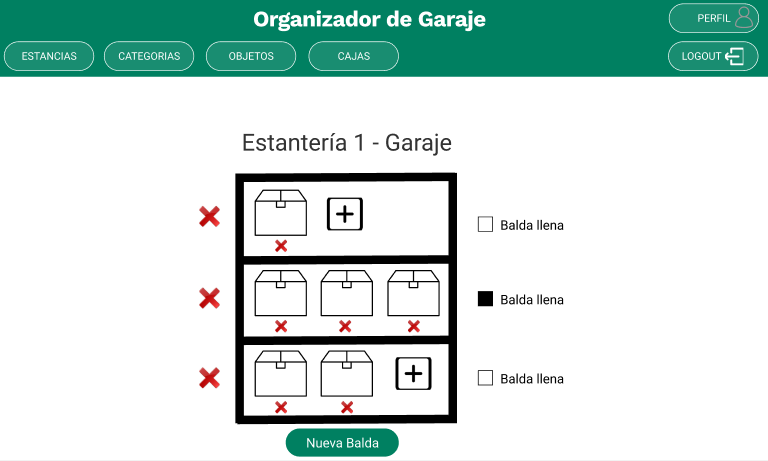 Organizador de Garaje
PERFIL
ESTANCIAS
CATEGORIAS
OBJETOS
CAJAS
LOGOUT
Estantería 1 - Garaje
Balda llena
Balda llena
Balda llena
Nueva Balda